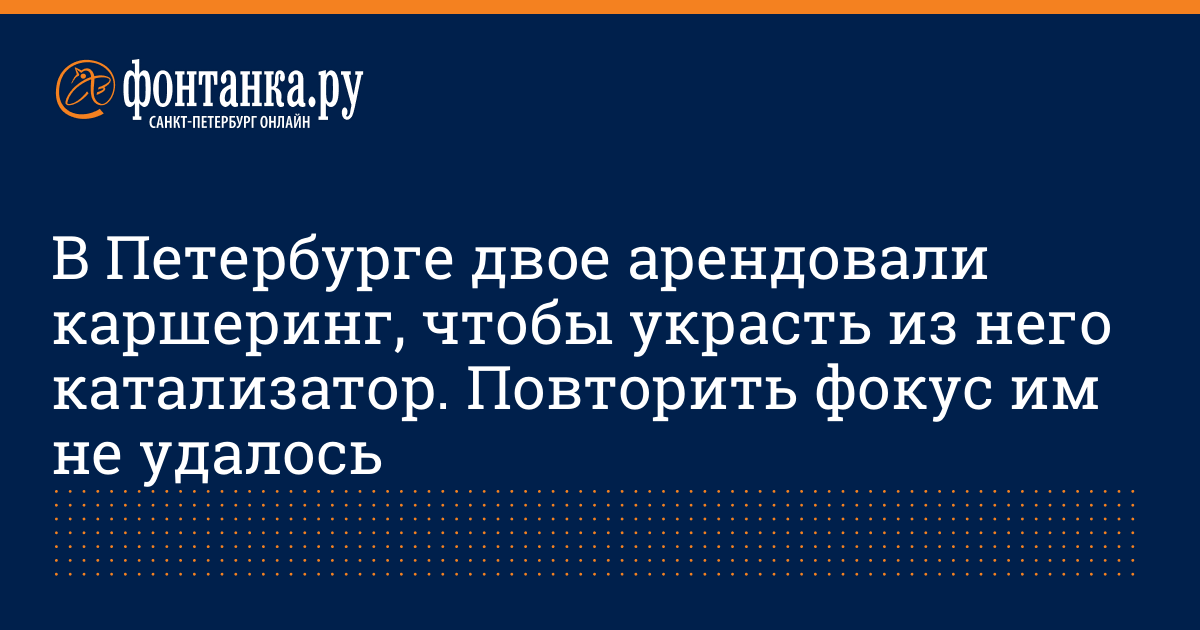 фонтанка.ру
САНКТ-ПЕТЕРБУРГ ОНЛАЙН
В Петербурге двое арендовали
каршеринг, чтобы украсть из него
катализатор. Повторить фокус им
не удалось